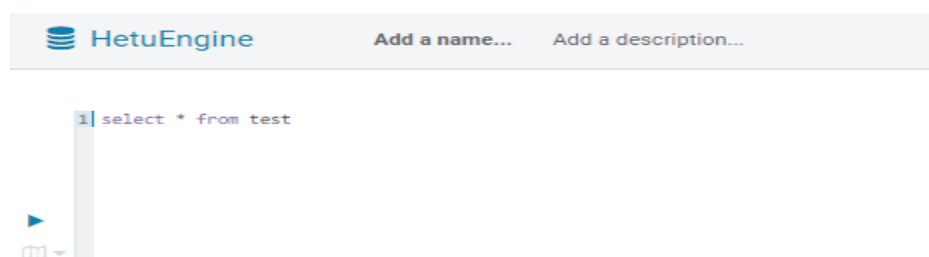 HetuEngine Add a name... Add a description...
1 select * from test